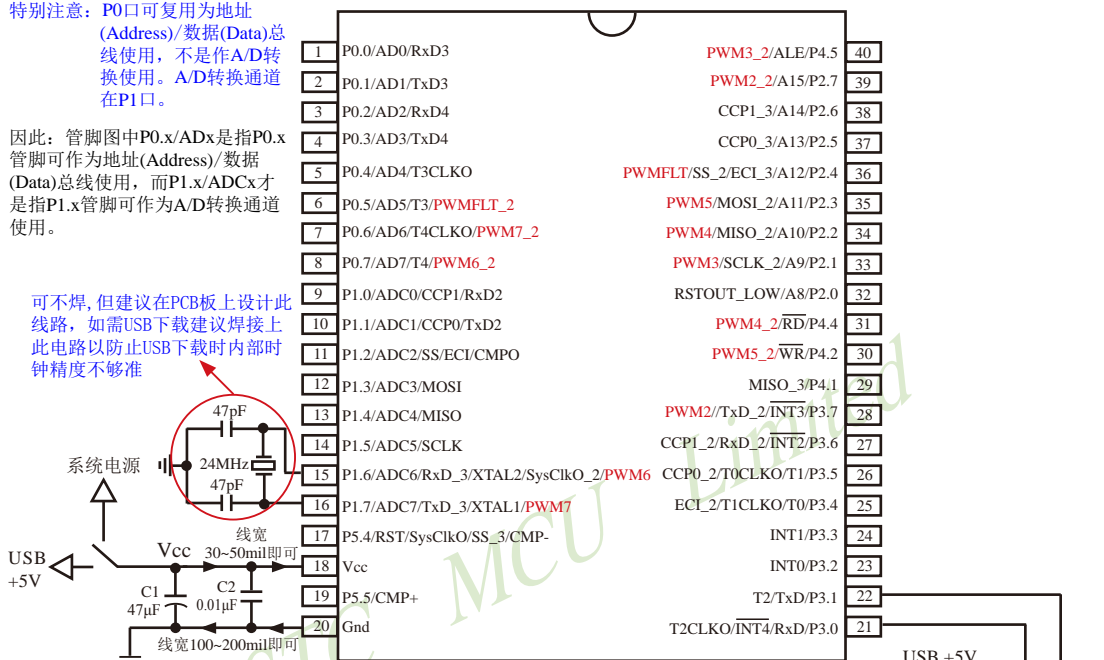 特别注意：P0口可复用为地址
(Address)/数据(Data)总
线使用，不是作A/D转
换使用。A/D转换通道
在P1口。
因此：管脚图中P0.x/ADx是指P0.x
管脚可作为地址(Address)/数据
(Data)总线使用，而P1.x/ADCx才
是指P1.x管脚可作为A/D转换通道
使用。
可不焊,但建议在PCB板上设计此
线路，如需USB下载建议焊接上
此电路以防止USB下载时内部时
钟精度不够准
47pF
24MHz
47pF
系统电源
USB
+5V
Vcc
线宽
30~50mil即可
C1
47μF
C2
0.01μF
线宽100~200mil即可
1 P0.0/AD0/RxD3
2 P0.1/AD1/TxD3
3 P0.2/AD2/RxD4
4 P0.3/AD3/TxD4
5 P0.4/AD4/T3CLKO
6 P0.5/AD5/T3/PWMFLT_2
7 P0.6/AD6/T4CLKO/PWM7_2
8 P0.7/AD7/T4/PWM6_2
9 P1.0/ADC0/CCP1/RxD2
10 P1.1/ADC1/CCP0/TxD2
11 P1.2/ADC2/SS/ECI/CMPO
12 P1.3/ADC3/MOSI
13 P1.4/ADC4/MISO
14 P1.5/ADC5/SCLK
15 P1.6/ADC6/RxD_3/XTAL2/SysClkO_2/PWM6
16 P1.7/ADC7/TxD_3/XTAL1/PWM7
17 P5.4/RST/SysClkO/SS_3/CMP-
18 Vcc
19 P5.5/CMP+
20 Gnd
PWM3_2/ALE/P4.5 40
PWM2_2/A15/P2.7 39
CCP1_3/A14/P2.6 38
CCP0_3/A13/P2.5 37
PWMFLT/SS_2/ECI_3/A12/P2.4 36
PWM5/MOSI_2/A11/P2.3 35
PWM4/MISO_2/A10/P2.2 34
PWM3/SCLK_2/A9/P2.1 33
RSTOUT_LOW/A8/P2.0 32
PWM4_2/RD/P4.4 31
PWM5_2/WR/P4.2 30
MISO_3/P4.1 29
PWM2//TxD_2/INT3/P3.7 28
CCP1_2/RxD_2/INT2/P3.6 27
CCP0_2/T0CLKO/T1/P3.5 26
ECI_2/T1CLKO/T0/P3.4 25
INT1/P3.3 24
INT0/P3.2 23
T2/TxD/P3.1 22
T2CLKO/INT4/RxD/P3.0 21
USB +5V
STC MCU Limited